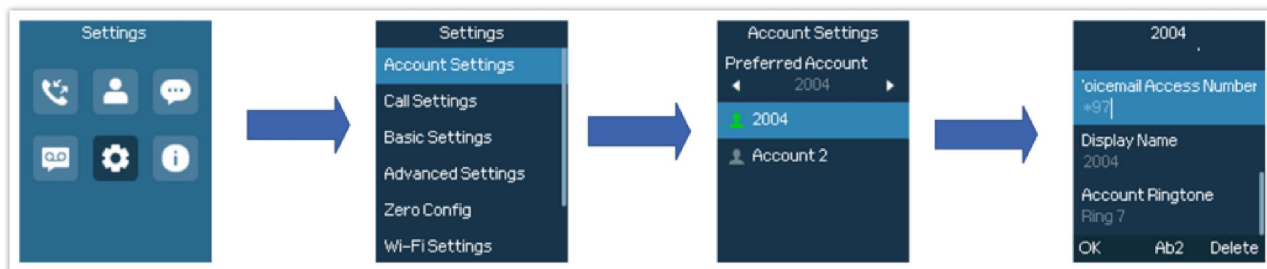 Settings
Settings
Account Settings
Call Settings
Basic Settings
Advanced Settings
Zero Config
Wi-Fi Settings
Account Settings
Preferred Account
2004
2004
Account 2
2004
'oicemail Access Number
*97
Display Name
2004
Account Ringtone
Ring 7
OK Ab2 Delete